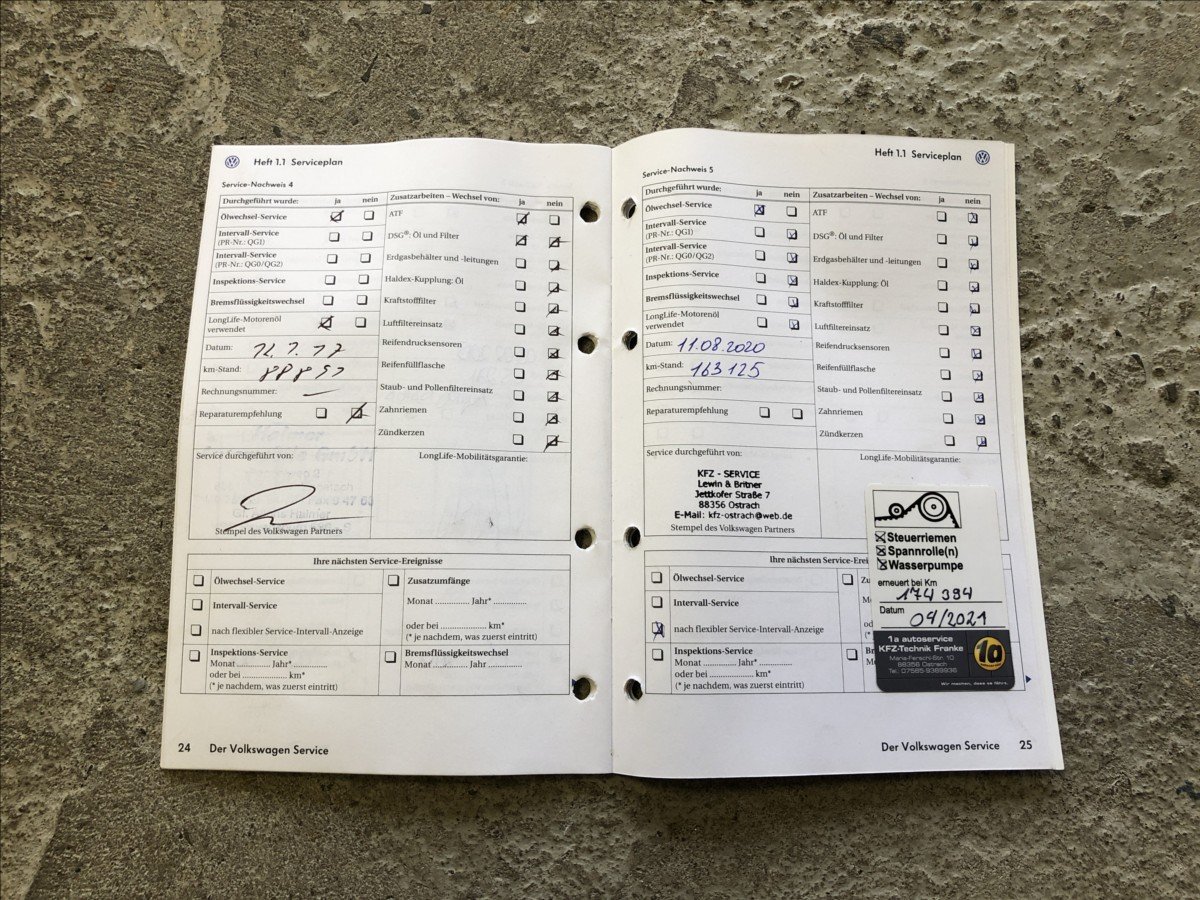 Heft 1.1 Serviceplan
Service-Nachweis 4
Durchgeführt wurde: ja nein
Ölwechsel-Service
Intervall-Service
(PR-Nr.: QG1)
Intervall-Service
(PR-Nr.: QG0/QG2)
Inspektions-Service
Bremsflüssigkeitswechsel
LongLife-Motorenöl
verwendet
Datum:
km-Stand:
Rechnungsnummer:
Reparaturempfehlung
Zusatzarbeiten – Wechsel von: ja nein
ATF
DSG®: Öl und Filter
Erdgasbehälter und -leitungen
Haldex-Kupplung: Öl
Kraftstofffilter
Luftfiltereinsatz
Reifendrucksensoren
Reifenfüllflasche
Staub- und Pollenfiltereinsatz
Zahnriemen
Zündkerzen
Service durchgeführt von:
Stempel des Volkswagen Partners
LongLife-Mobilitätsgarantie:
Ihre nächsten Service-Ereignisse
Ölwechsel-Service
Intervall-Service
nach flexibler Service-Intervall-Anzeige
Inspektions-Service
Monat ............ Jahr* ............
oder bei ................ km*
(* je nachdem, was zuerst eintritt)
Zusatzumfänge
Monat ............ Jahr* ............
oder bei ................ km*
(* je nachdem, was zuerst eintritt)
Bremsflüssigkeitswechsel
Monat ............ Jahr ............
24 Der Volkswagen Service
Heft 1.1 Serviceplan
Service-Nachweis 5
Durchgeführt wurde: ja nein
Ölwechsel-Service
Intervall-Service
(PR-Nr.: QG1)
Intervall-Service
(PR-Nr.: QG0/QG2)
Inspektions-Service
Bremsflüssigkeitswechsel
LongLife-Motorenöl
verwendet
Datum: 11.08.2020
km-Stand: 163 125
Rechnungsnummer:
Reparaturempfehlung
Zusatzarbeiten – Wechsel von: ja nein
ATF
DSG®: Öl und Filter
Erdgasbehälter und -leitungen
Haldex-Kupplung: Öl
Kraftstofffilter
Luftfiltereinsatz
Reifendrucksensoren
Reifenfüllflasche
Staub- und Pollenfiltereinsatz
Zahnriemen
Zündkerzen
Service durchgeführt von:
KFZ - SERVICE
Lewin & Britner
Jettkofer Straße 7
88356 Ostrach
E-Mail: kfz-ostrach@web.de
Stempel des Volkswagen Partners
LongLife-Mobilitätsgarantie:
Ihre nächsten Service-Erei
Ölwechsel-Service
Intervall-Service
nach flexibler Service-Intervall-Anzeige
Inspektions-Service
Monat ............ Jahr* ............
oder bei ................ km*
(* je nachdem, was zuerst eintritt)
Steuerriemen
Spannrolle(n)
Wasserpumpe
erneuert bei Km
174 394
Datum
04/2021
1a autoservice
KFZ-Technik Franke
88356 Ostrach
Tel.: 07585-9369936
1a
Wir machen, dass es fährt.
Der Volkswagen Service 25